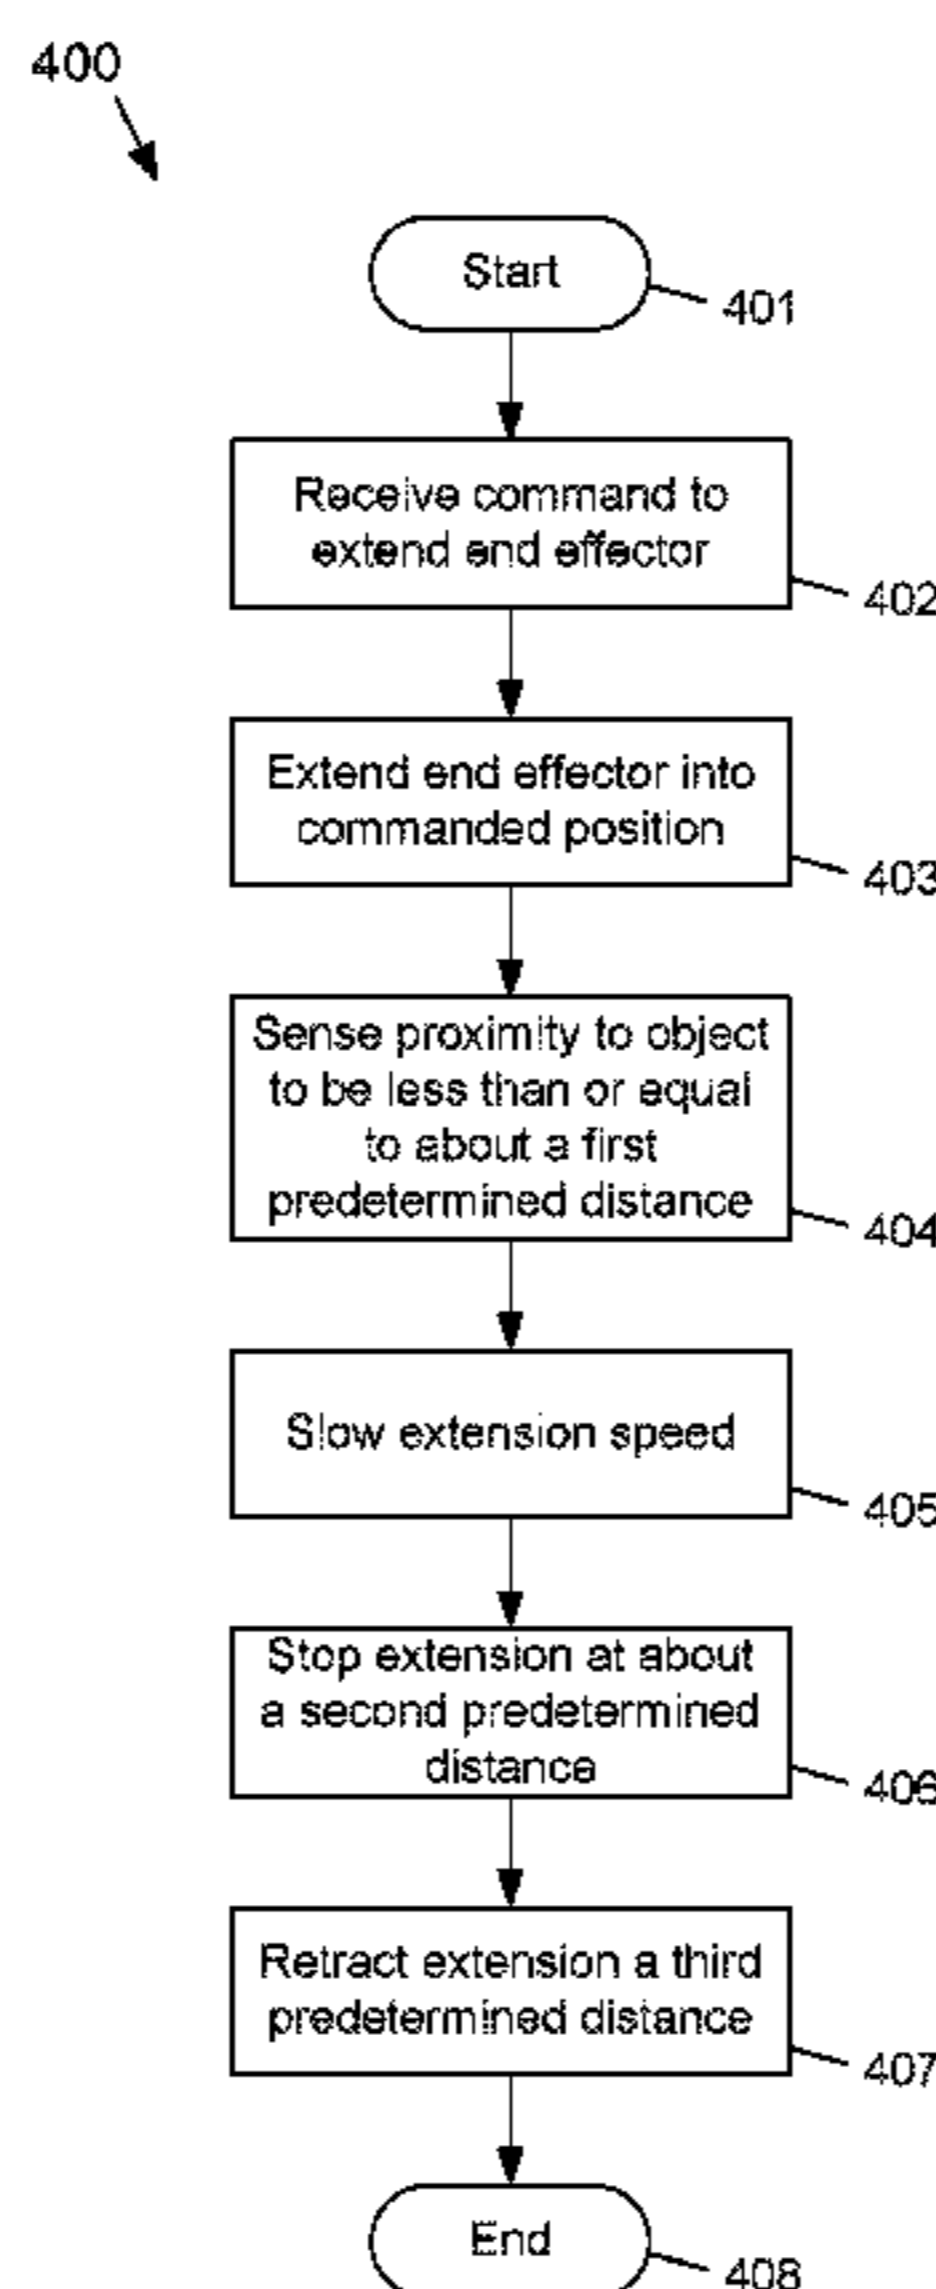 400
Start
401
Receive command to
extend end effector
402
Extend end effector into
commanded position
403
Sense proximity to object
to be less than or equal
to about a first
predetermined distance
404
Slow extension speed
405
Stop extension at about
a second predetermined
distance
406
Retract extension a third
predetermined distance
407
End
408